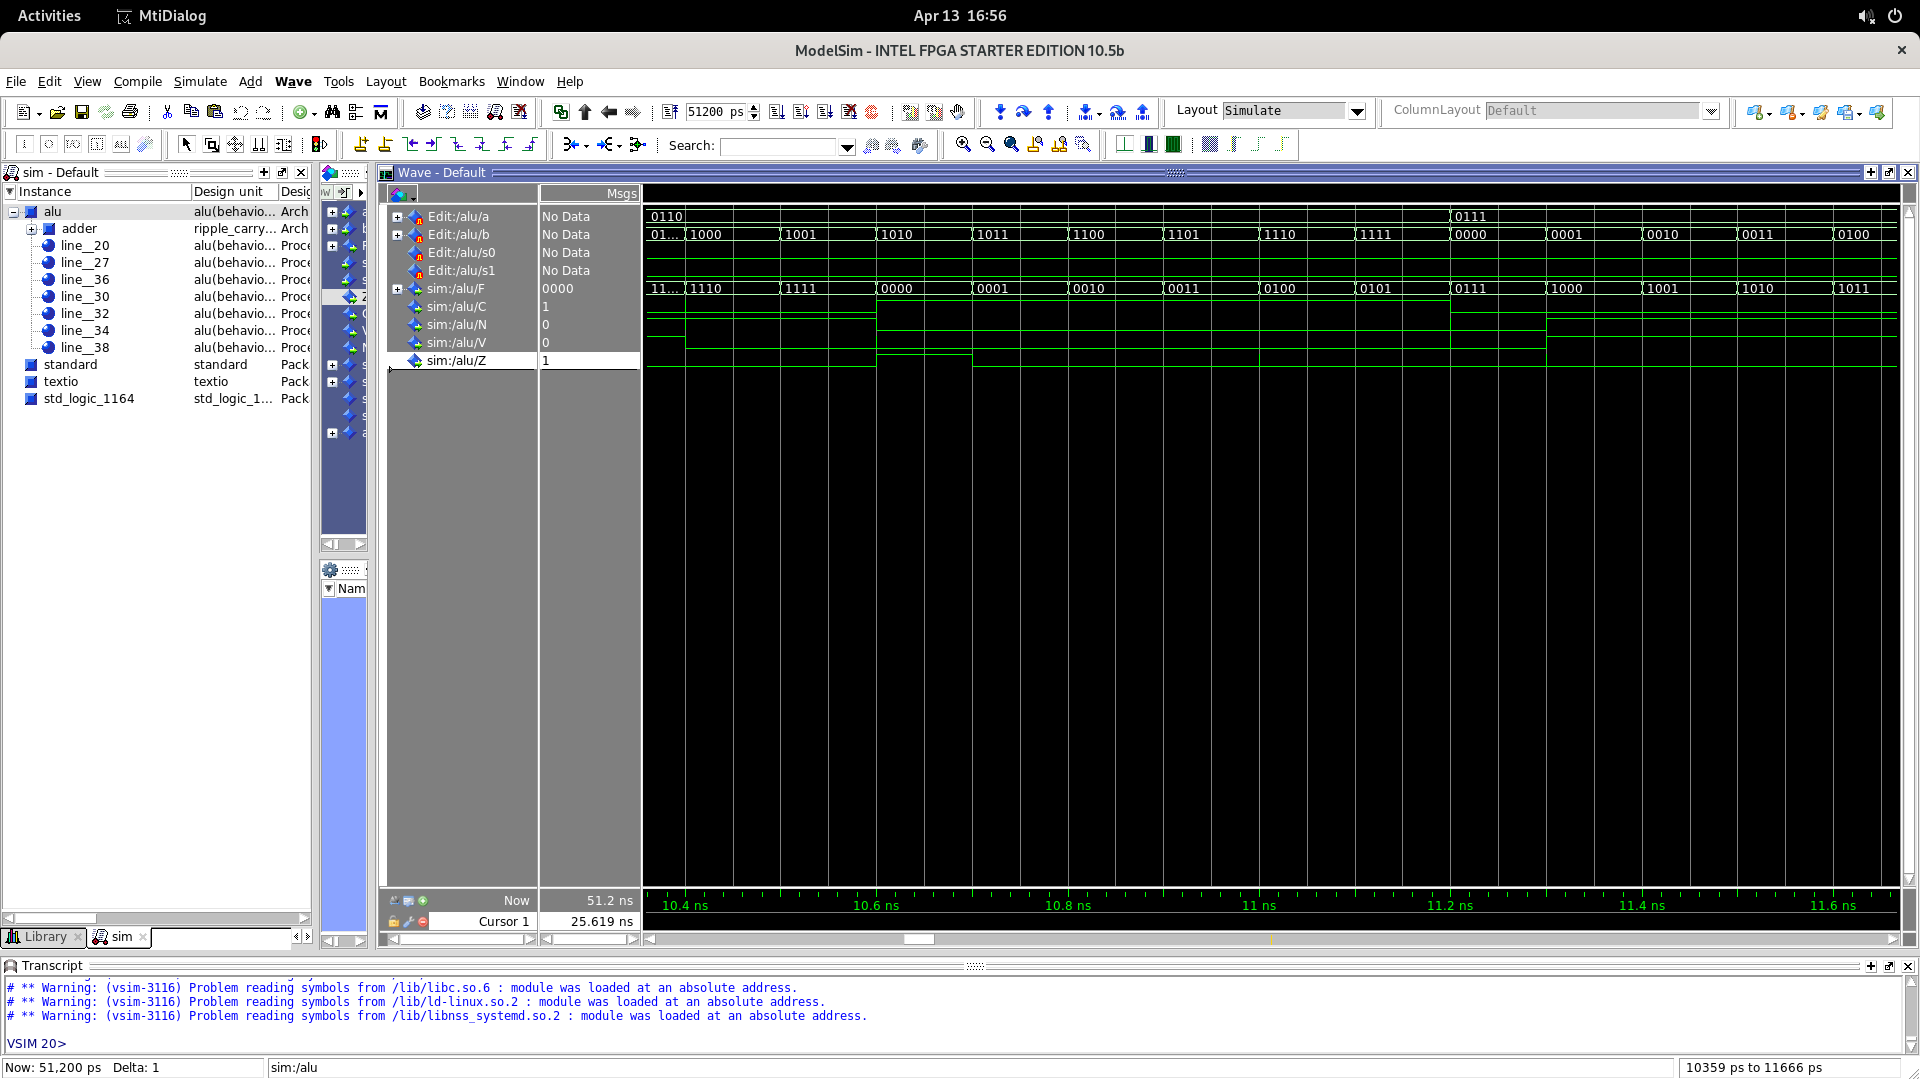 Activities MtiDialog Apr 13 16:56
ModelSim - INTEL FPGA STARTER EDITION 10.5b
File Edit View Compile Simulate Add Wave Tools Layout Bookmarks Window Help
51200 ps Layout Simulate ColumnLayout Default
Search:
sim - Default
Instance Design unit
alu alu(behavio... Arch
adder ripple_carry... Arch
line__20 alu(behavio... Proce
line__27 alu(behavio... Proce
line__36 alu(behavio... Proce
line__30 alu(behavio... Proce
line__32 alu(behavio... Proce
line__34 alu(behavio... Proce
line__38 alu(behavio... Proce
standard standard Pack
textio textio Pack
std_logic_1164 std_logic_1... Pack
Library sim
Nam
Wave - Default
Msgs
Edit:/alu/a No Data 0110 0111
Edit:/alu/b No Data 01... 1000 1001 1010 1011 1100 1101 1110 1111 0000 0001 0010 0011 0100
Edit:/alu/s0 No Data
Edit:/alu/s1 No Data
sim:/alu/F 0000 11... 1110 1111 0000 0001 0010 0011 0100 0101 0111 1000 1001 1010 1011
sim:/alu/C 1
sim:/alu/N 0
sim:/alu/V 0
sim:/alu/Z 1
Now 51.2 ns 10.4 ns 10.6 ns 10.8 ns 11 ns 11.2 ns 11.4 ns 11.6 ns
Cursor 1 25.619 ns
Transcript
# ** Warning: (vsim-3116) Problem reading symbols from /lib/libc.so.6 : module was loaded at an absolute address.
# ** Warning: (vsim-3116) Problem reading symbols from /lib/ld-linux.so.2 : module was loaded at an absolute address.
# ** Warning: (vsim-3116) Problem reading symbols from /lib/libnss_systemd.so.2 : module was loaded at an absolute address.
VSIM 20>
Now: 51,200 ps Delta: 1 sim:/alu 10359 ps to 11666 ps